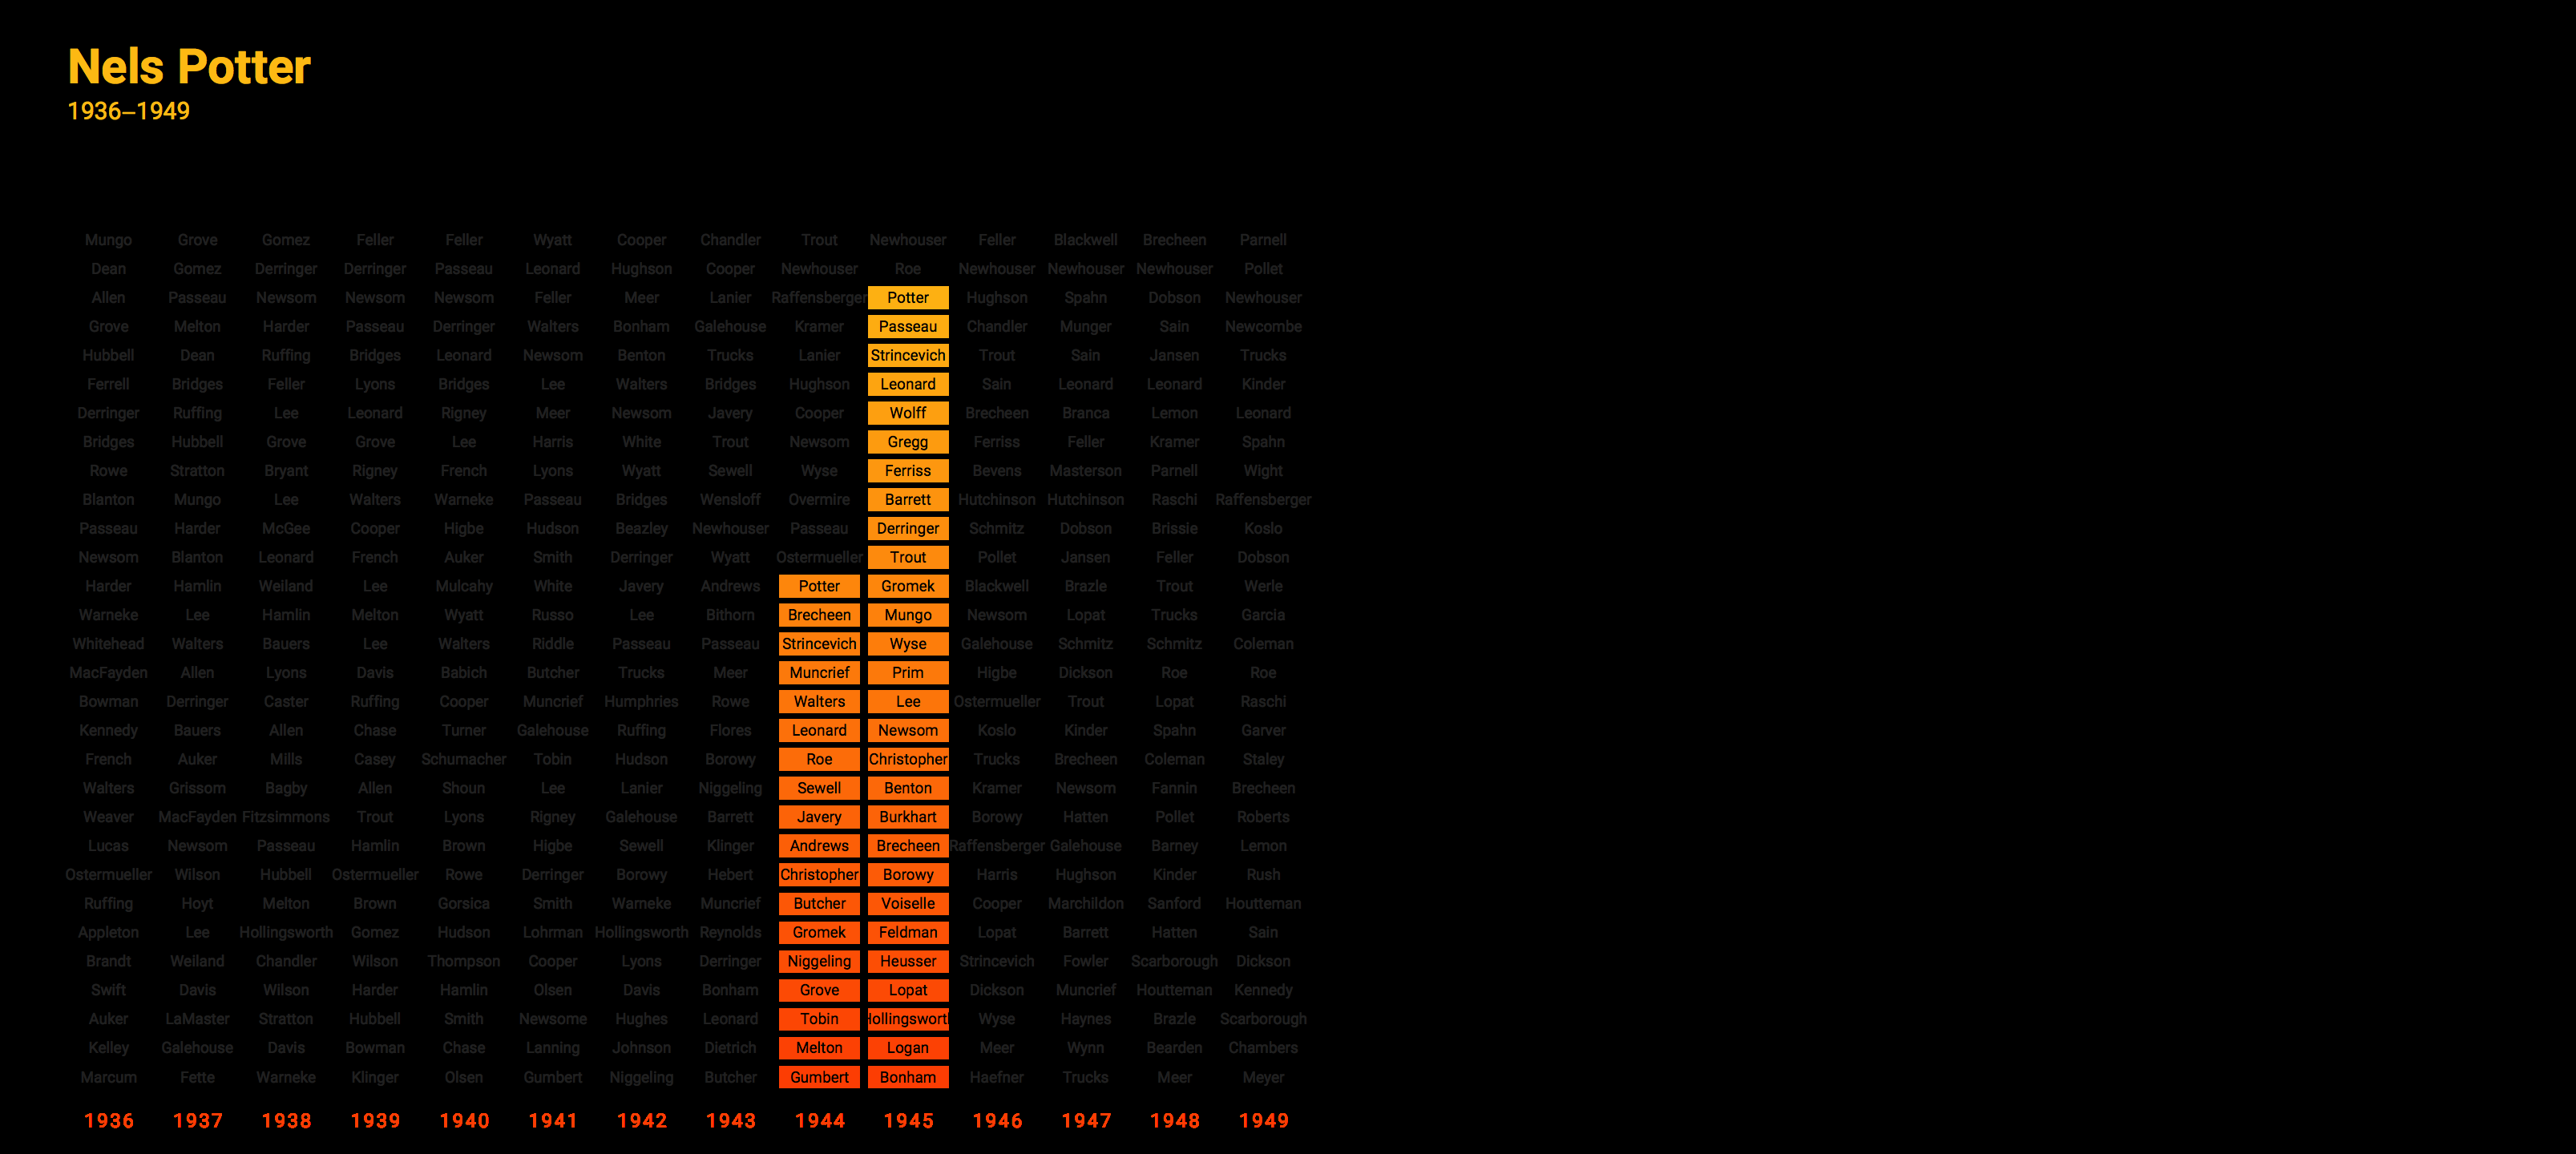 Nels Potter
1936–1949
Mungo Grove Gomez Feller Feller Wyatt Cooper Chandler Trout Newhouser Feller Blackwell Brecheen Parnell
Dean Gomez Derringer Derringer Passeau Leonard Hughson Cooper Newhouser Roe Newhouser Newhouser Newhouser Pollet
Allen Passeau Newsom Newsom Newsom Feller Meer Lanier Raffensberger Potter Hughson Spahn Dobson Newhouser
Grove Melton Harder Passeau Derringer Walters Bonham Galehouse Kramer Passeau Chandler Munger Sain Newcombe
Hubbell Dean Ruffing Bridges Leonard Newsom Benton Trucks Lanier Strincevich Trout Sain Jansen Trucks
Ferrell Bridges Feller Lyons Bridges Lee Walters Bridges Hughson Leonard Sain Leonard Leonard Kinder
Derringer Ruffing Lee Leonard Rigney Meer Newsom Javery Cooper Wolff Brecheen Branca Lemon Leonard
Bridges Hubbell Grove Grove Lee Harris White Trout Newsom Gregg Ferriss Feller Kramer Spahn
Rowe Stratton Bryant Rigney French Lyons Wyatt Sewell Wyse Ferriss Bevens Masterson Parnell Wight
Blanton Mungo Lee Walters Warneke Passeau Bridges Wensloff Overmire Barrett Hutchinson Hutchinson Raschi Raffensberger
Passeau Harder McGee Cooper Higbe Hudson Beazley Newhouser Passeau Derringer Schmitz Dobson Brissie Koslo
Newsom Blanton Leonard French Auker Smith Derringer Wyatt Ostermueller Trout Pollet Jansen Feller Dobson
Harder Hamlin Weiland Lee Mulcahy White Javery Andrews Potter Gromek Blackwell Brazle Trout Werle
Warneke Lee Hamlin Melton Wyatt Russo Lee Bithorn Brecheen Mungo Newsom Lopat Trucks Garcia
Whitehead Walters Bauers Lee Walters Riddle Passeau Passeau Strincevich Wyse Galehouse Schmitz Schmitz Coleman
MacFayden Allen Lyons Davis Babich Butcher Trucks Meer Muncrief Prim Higbe Dickson Roe Roe
Bowman Derringer Caster Ruffing Cooper Muncrief Humphries Rowe Walters Lee Ostermueller Trout Lopat Raschi
Kennedy Bauers Allen Chase Turner Galehouse Ruffing Flores Leonard Newsom Koslo Kinder Spahn Garver
French Auker Mills Casey Schumacher Tobin Hudson Borowy Roe Christopher Trucks Brecheen Coleman Staley
Walters Grissom Bagby Allen Shoun Lee Lanier Niggeling Sewell Benton Kramer Newsom Fannin Brecheen
Weaver MacFayden Fitzsimmons Trout Lyons Rigney Galehouse Barrett Javery Burkhart Borowy Hatten Pollet Roberts
Lucas Newsom Passeau Hamlin Brown Higbe Sewell Klinger Andrews Brecheen Raffensberger Galehouse Barney Lemon
Ostermueller Wilson Hubbell Ostermueller Rowe Derringer Borowy Hebert Christopher Borowy Harris Hughson Kinder Rush
Ruffing Hoyt Melton Brown Gorsica Smith Warneke Muncrief Butcher Voiselle Cooper Marchildon Sanford Houtteman
Appleton Lee Hollingsworth Gomez Hudson Lohrman Hollingsworth Reynolds Gromek Feldman Lopat Barrett Hatten Sain
Brandt Weiland Chandler Wilson Thompson Cooper Lyons Derringer Niggeling Heusser Strincevich Fowler Scarborough Dickson
Swift Davis Wilson Harder Hamlin Olsen Davis Bonham Grove Lopat Dickson Muncrief Houtteman Kennedy
Auker LaMaster Stratton Hubbell Smith Newsome Hughes Leonard Tobin Hollingsworth Wyse Haynes Brazle Scarborough
Kelley Galehouse Davis Bowman Chase Lanning Johnson Dietrich Melton Logan Meer Wynn Bearden Chambers
Marcum Fette Warneke Klinger Olsen Gumbert Niggeling Butcher Gumbert Bonham Haefner Trucks Meer Meyer
1936 1937 1938 1939 1940 1941 1942 1943 1944 1945 1946 1947 1948 1949